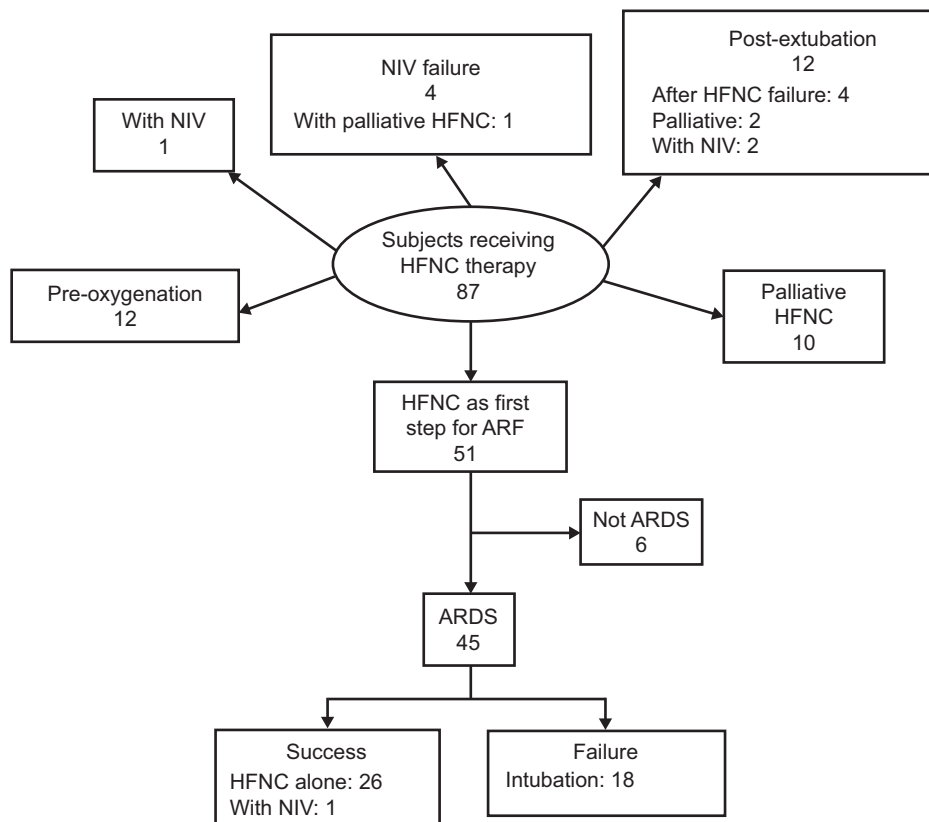 Post-extubation
12
After HFNC failure: 4
Palliative: 2
With NIV: 2
NIV failure
4
With palliative HFNC: 1
With NIV
1
Subjects receiving
HFNC therapy
87
Pre-oxygenation
12
Palliative
HFNC
10
HFNC as first
step for ARF
51
Not ARDS
6
ARDS
45
Success
HFNC alone: 26
With NIV: 1
Failure
Intubation: 18